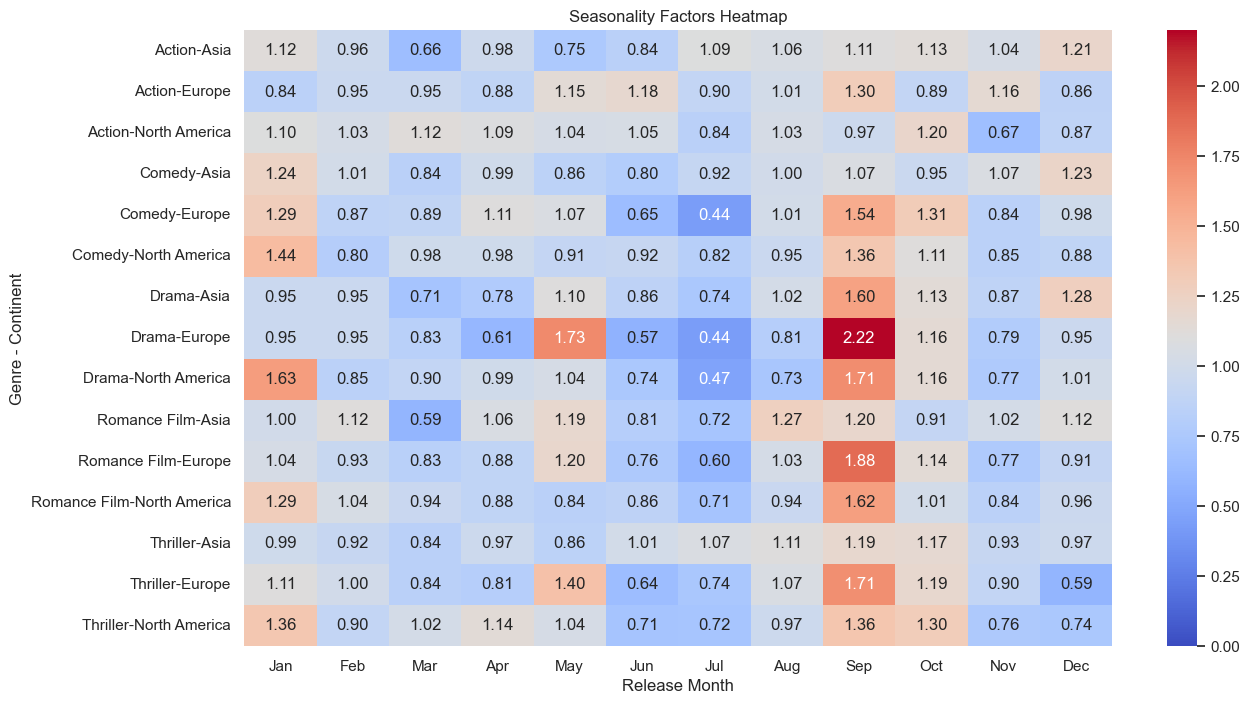 Seasonality Factors Heatmap
Genre - Continent
Action-Asia 1.12 0.96 0.66 0.98 0.75 0.84 1.09 1.06 1.11 1.13 1.04 1.21
Action-Europe 0.84 0.95 0.95 0.88 1.15 1.18 0.90 1.01 1.30 0.89 1.16 0.86
Action-North America 1.10 1.03 1.12 1.09 1.04 1.05 0.84 1.03 0.97 1.20 0.67 0.87
Comedy-Asia 1.24 1.01 0.84 0.99 0.86 0.80 0.92 1.00 1.07 0.95 1.07 1.23
Comedy-Europe 1.29 0.87 0.89 1.11 1.07 0.65 0.44 1.01 1.54 1.31 0.84 0.98
Comedy-North America 1.44 0.80 0.98 0.98 0.91 0.92 0.82 0.95 1.36 1.11 0.85 0.88
Drama-Asia 0.95 0.95 0.71 0.78 1.10 0.86 0.74 1.02 1.60 1.13 0.87 1.28
Drama-Europe 0.95 0.95 0.83 0.61 1.73 0.57 0.44 0.81 2.22 1.16 0.79 0.95
Drama-North America 1.63 0.85 0.90 0.99 1.04 0.74 0.47 0.73 1.71 1.16 0.77 1.01
Romance Film-Asia 1.00 1.12 0.59 1.06 1.19 0.81 0.72 1.27 1.20 0.91 1.02 1.12
Romance Film-Europe 1.04 0.93 0.83 0.88 1.20 0.76 0.60 1.03 1.88 1.14 0.77 0.91
Romance Film-North America 1.29 1.04 0.94 0.88 0.84 0.86 0.71 0.94 1.62 1.01 0.84 0.96
Thriller-Asia 0.99 0.92 0.84 0.97 0.86 1.01 1.07 1.11 1.19 1.17 0.93 0.97
Thriller-Europe 1.11 1.00 0.84 0.81 1.40 0.64 0.74 1.07 1.71 1.19 0.90 0.59
Thriller-North America 1.36 0.90 1.02 1.14 1.04 0.71 0.72 0.97 1.36 1.30 0.76 0.74
Jan Feb Mar Apr May Jun Jul Aug Sep Oct Nov Dec
Release Month
2.00
1.75
1.50
1.25
1.00
0.75
0.50
0.25
0.00